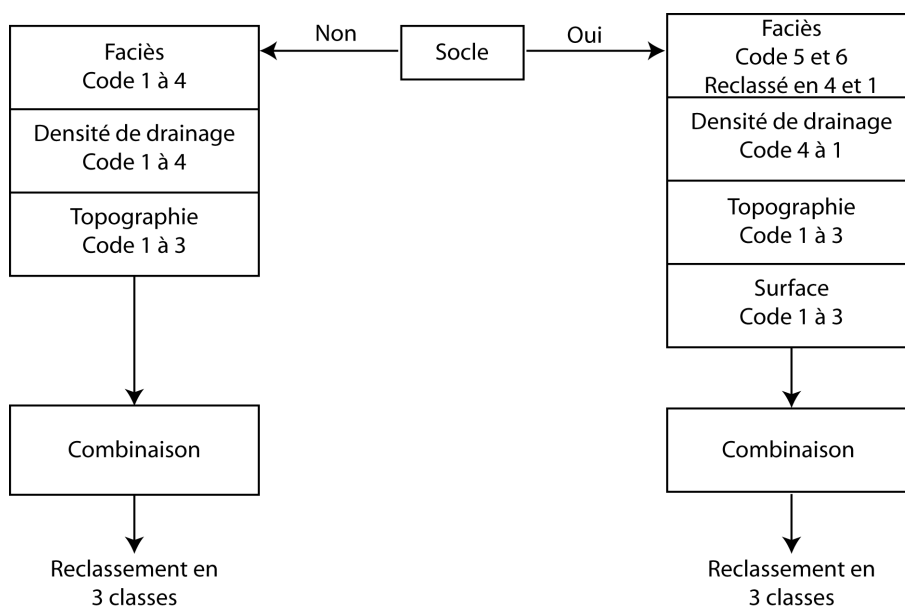 Socle
Non
Oui
Faciès
Code 1 à 4
Densité de drainage
Code 1 à 4
Topographie
Code 1 à 3
Combinaison
Reclassement en
3 classes
Faciès
Code 5 et 6
Reclassé en 4 et 1
Densité de drainage
Code 4 à 1
Topographie
Code 1 à 3
Surface
Code 1 à 3
Combinaison
Reclassement en
3 classes